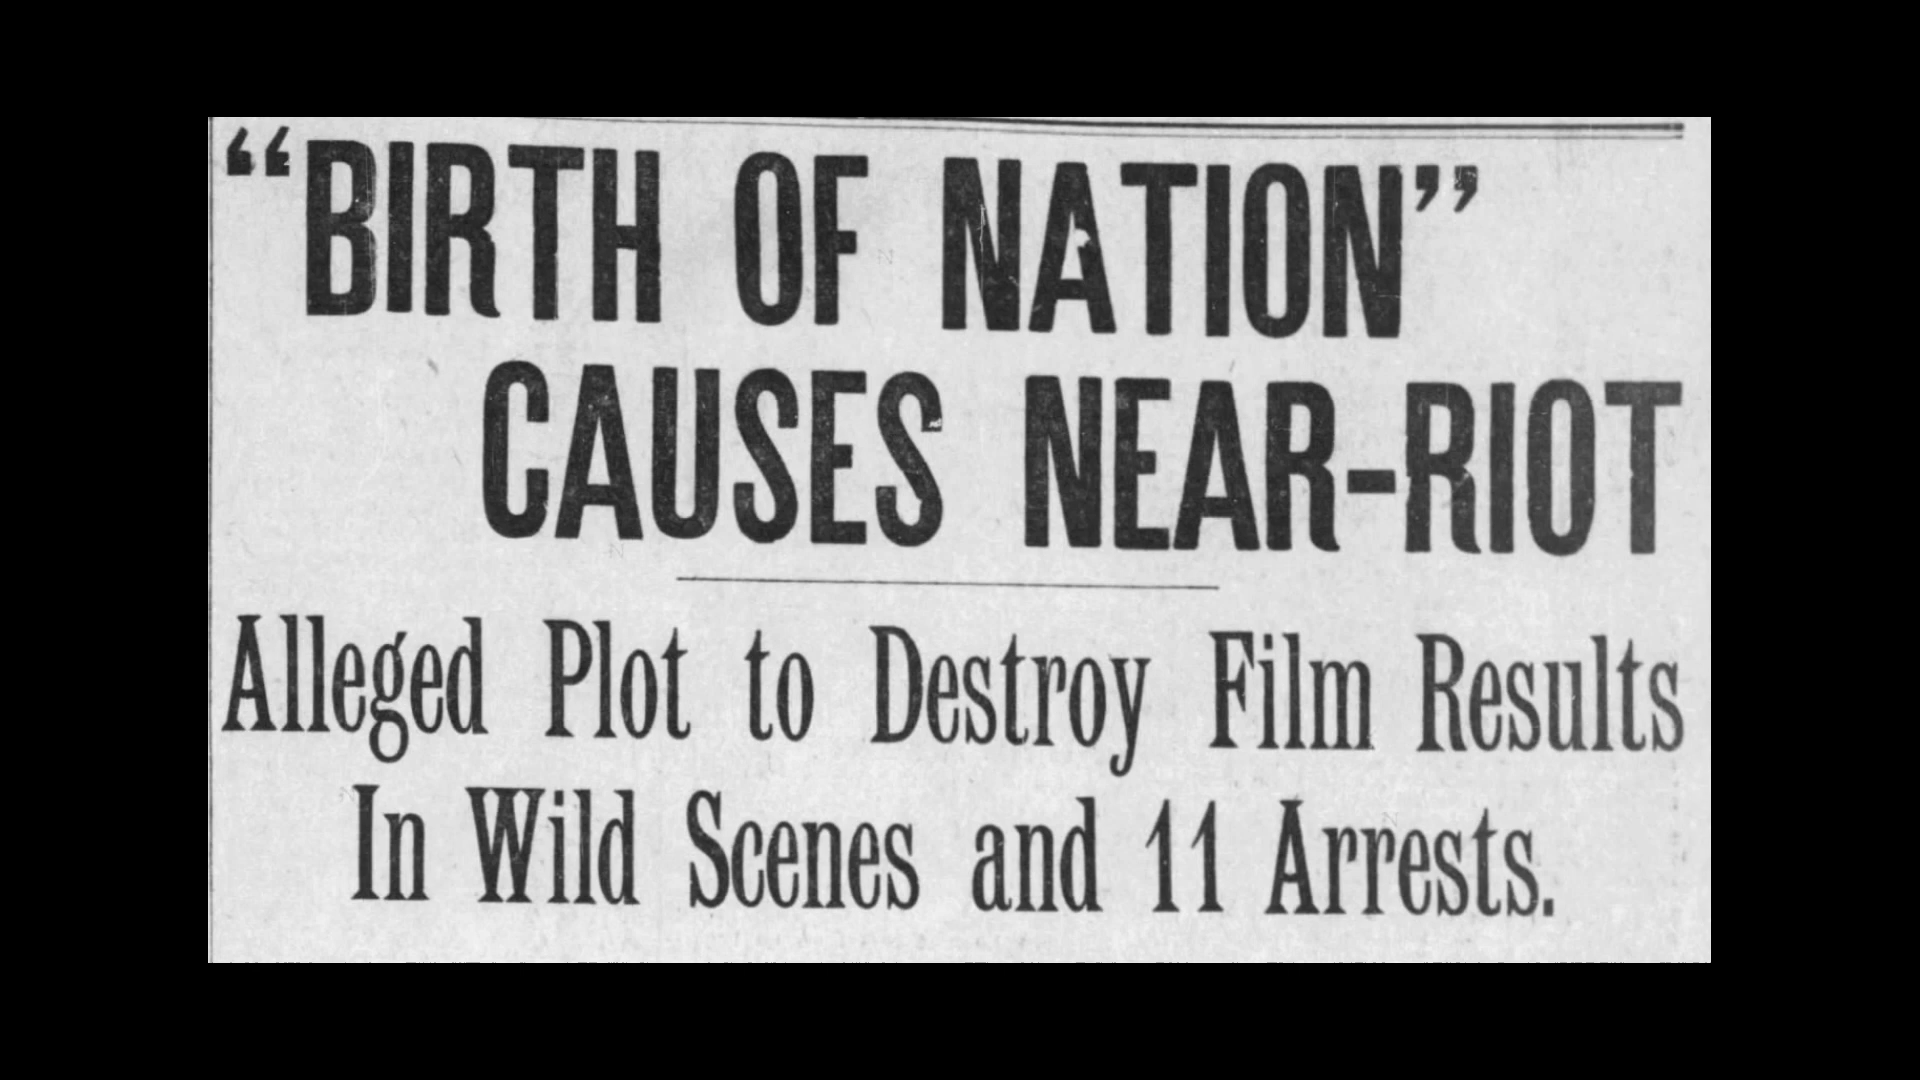 “BIRTH OF NATION”
CAUSES NEAR-RIOT
Alleged Plot to Destroy Film Results
In Wild Scenes and 11 Arrests.